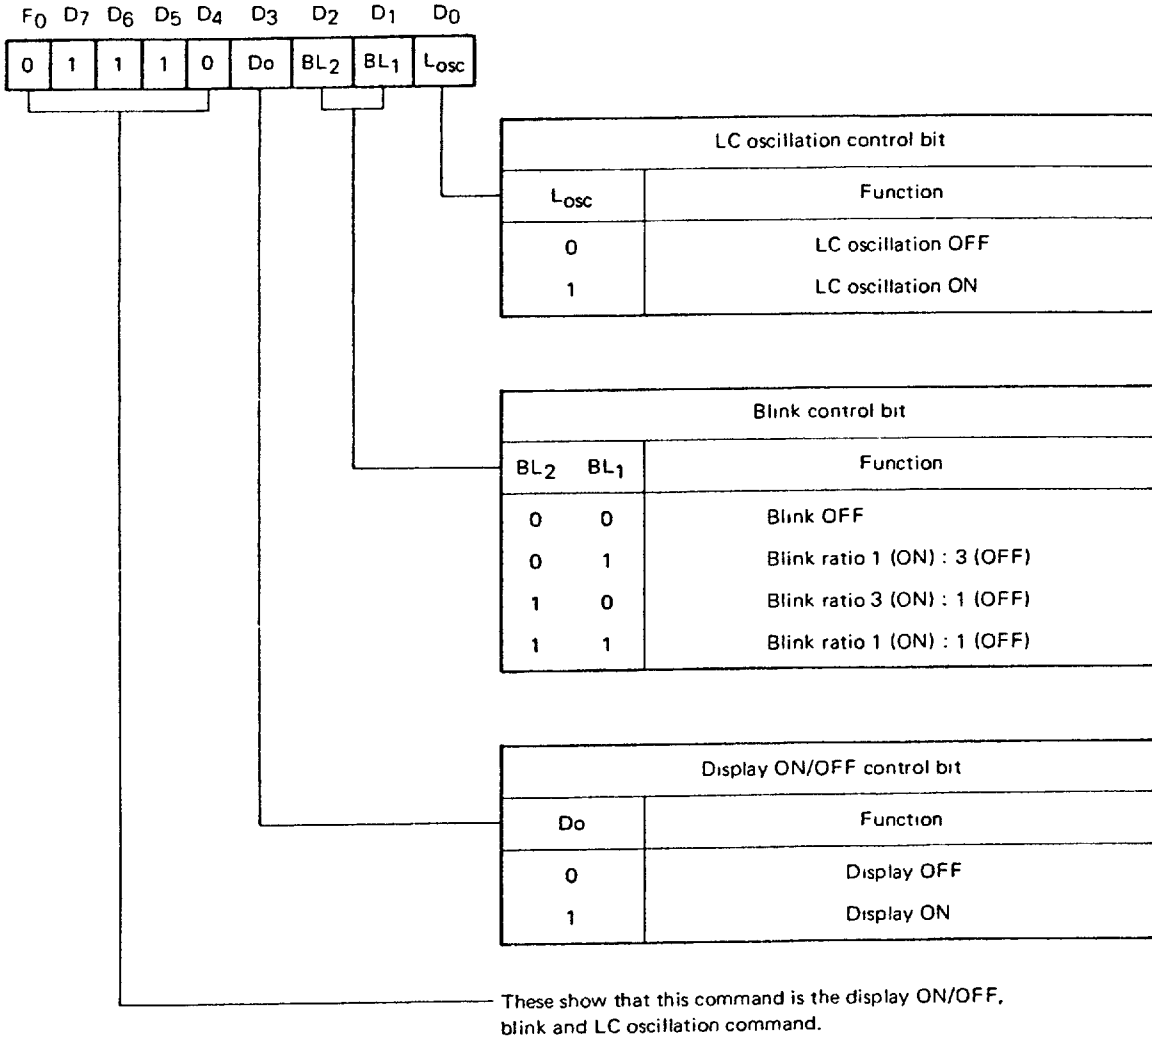 F0 D7 D6 D5 D4 D3 D2 D1 D0
0 1 1 1 0 Do BL2 BL1 Losc
LC oscillation control bit
Losc Function
0 LC oscillation OFF
1 LC oscillation ON
Blink control bit
BL2 BL1 Function
0 0 Blink OFF
0 1 Blink ratio 1 (ON) : 3 (OFF)
1 0 Blink ratio 3 (ON) : 1 (OFF)
1 1 Blink ratio 1 (ON) : 1 (OFF)
Display ON/OFF control bit
Do Function
0 Display OFF
1 Display ON
These show that this command is the display ON/OFF,
blink and LC oscillation command.